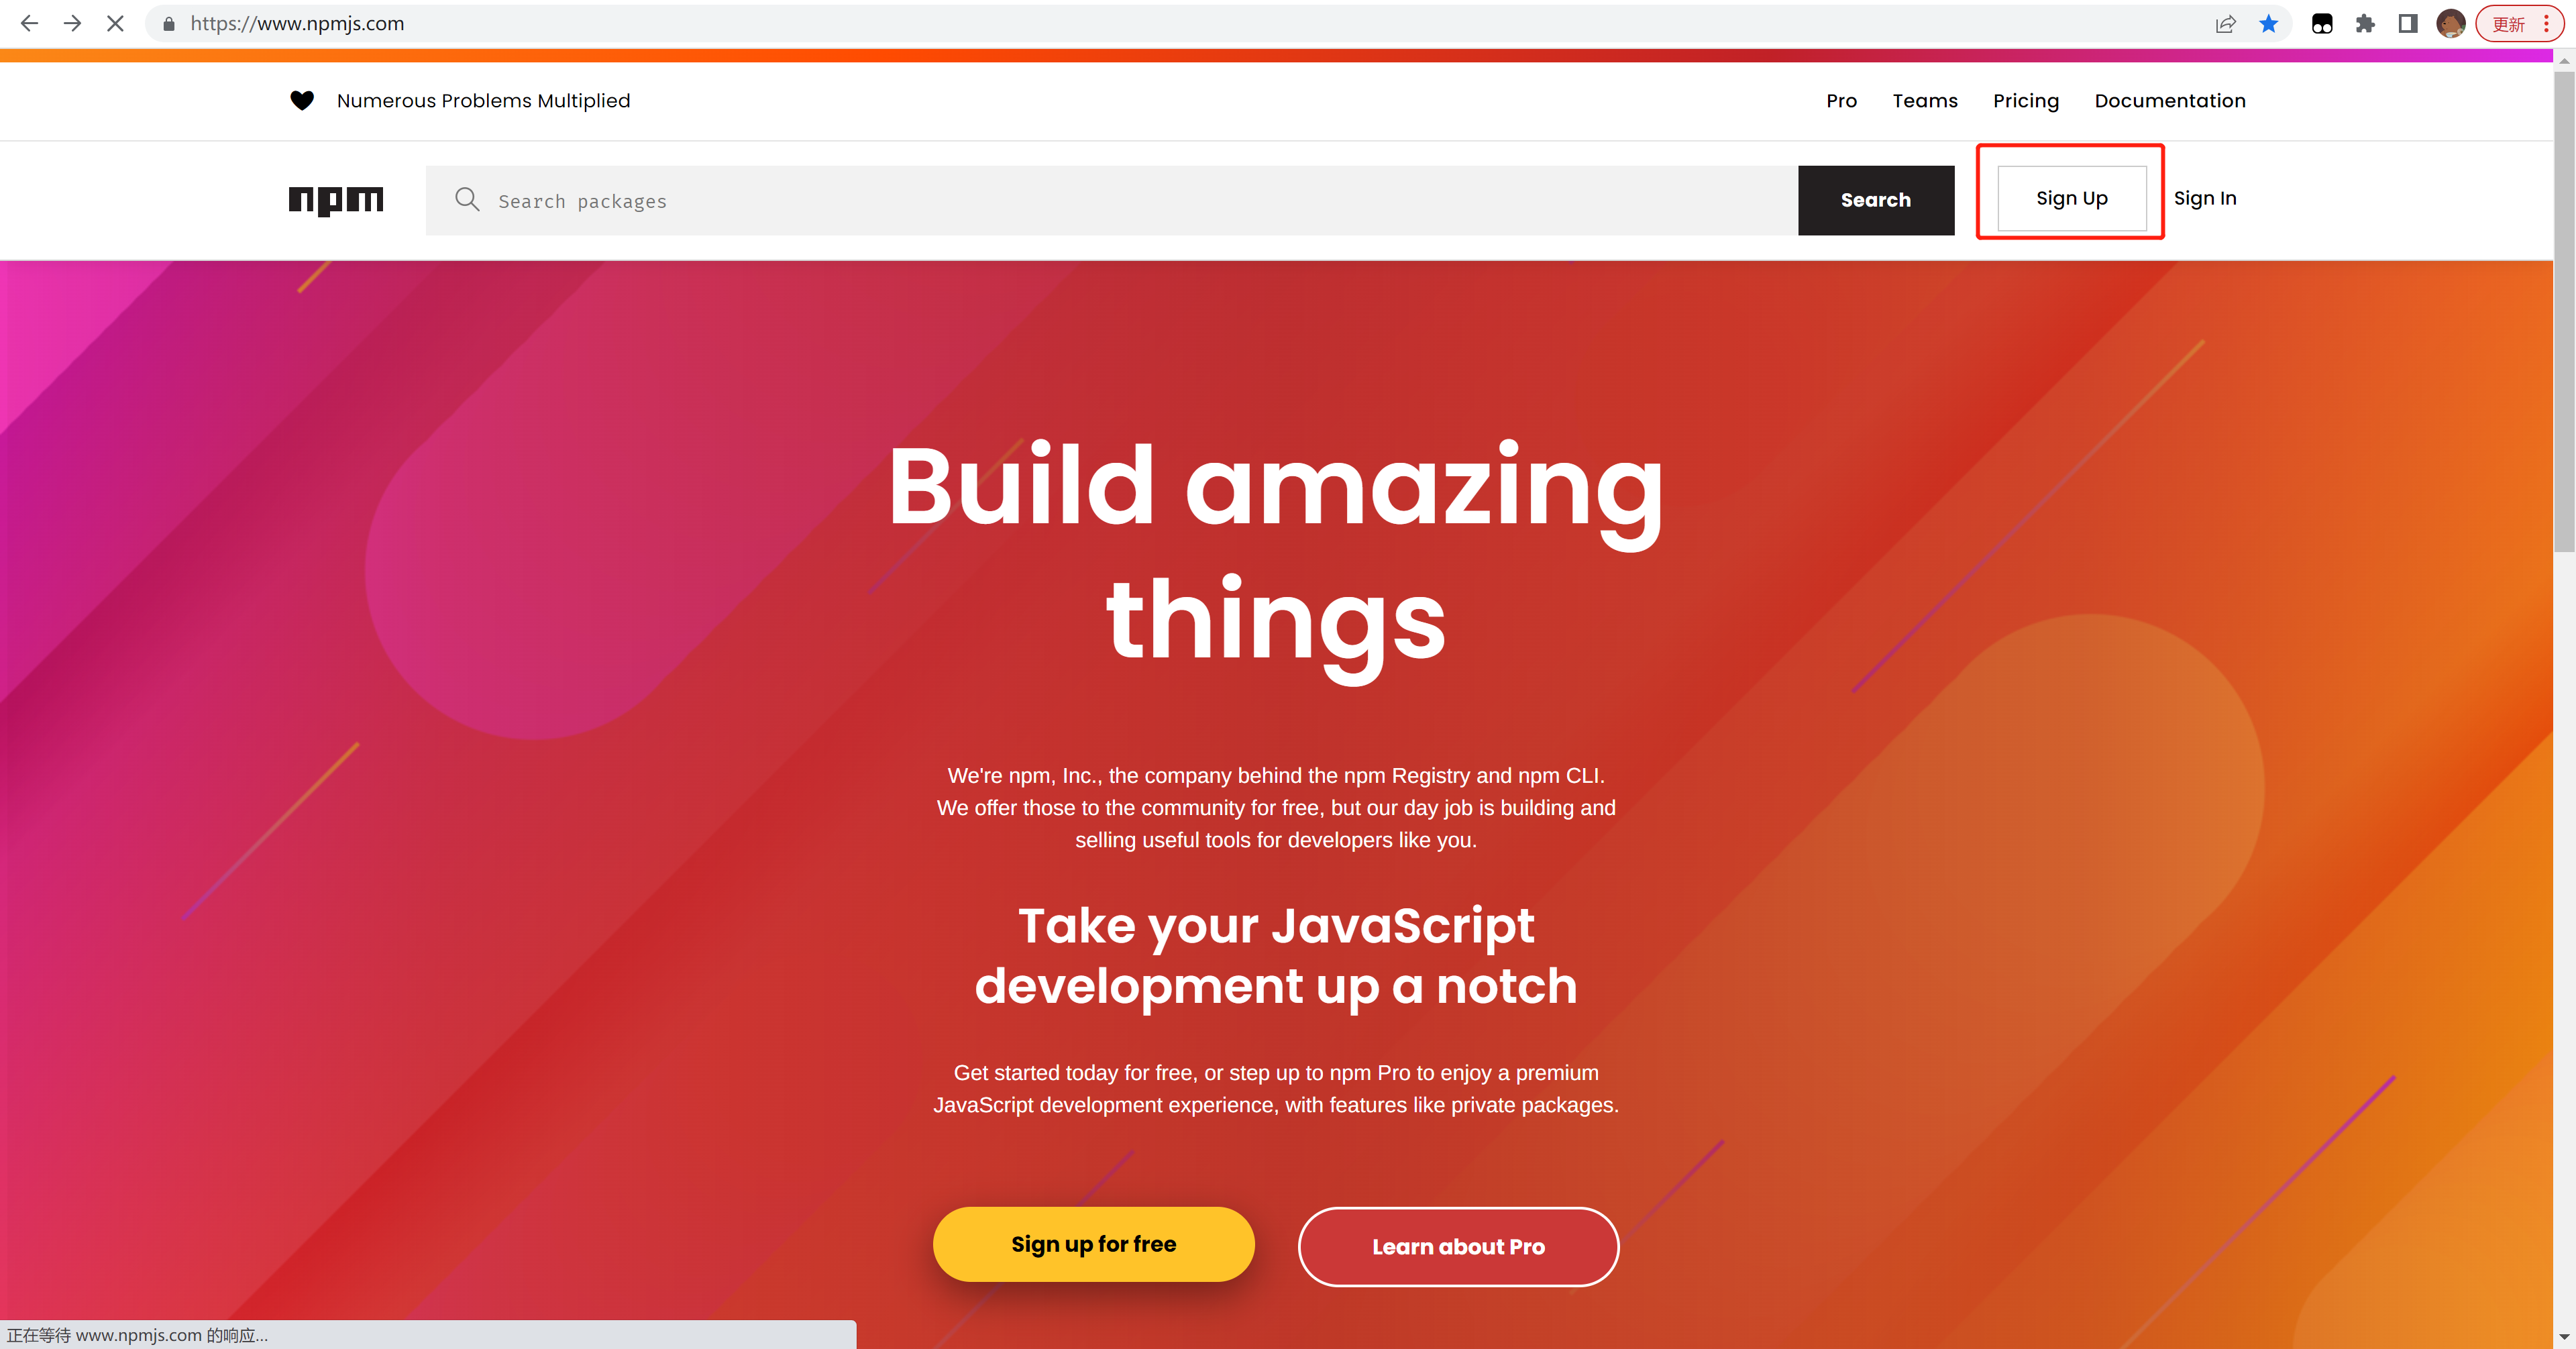 https://www.npmjs.com
更新
Numerous Problems Multiplied
Pro
Teams
Pricing
Documentation
npm
Search packages
Search
Sign Up
Sign In
Build amazing
things
We're npm, Inc., the company behind the npm Registry and npm CLI.
We offer those to the community for free, but our day job is building and
selling useful tools for developers like you.
Take your JavaScript
development up a notch
Get started today for free, or step up to npm Pro to enjoy a premium
JavaScript development experience, with features like private packages.
Sign up for free
Learn about Pro
正在等待 www.npmjs.com 的响应...